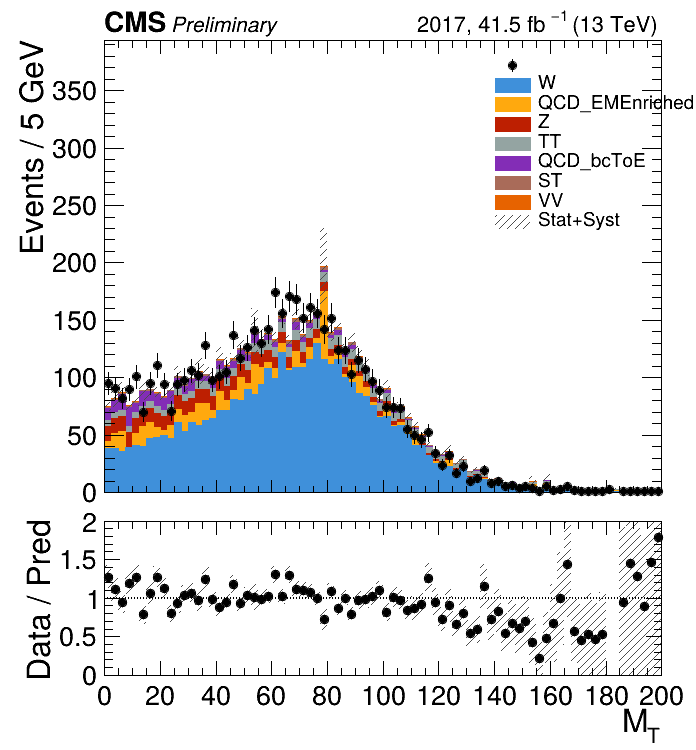 CMS Preliminary 2017, 41.5 fb⁻¹ (13 TeV)
Events / 5 GeV
350
300
250
200
150
100
50
0
W
QCD_EMEnriched
Z
TT
QCD_bcToE
ST
VV
Stat+Syst
Data / Pred
2
1.5
1
0.5
0
0 20 40 60 80 100 120 140 160 180 200
M_T